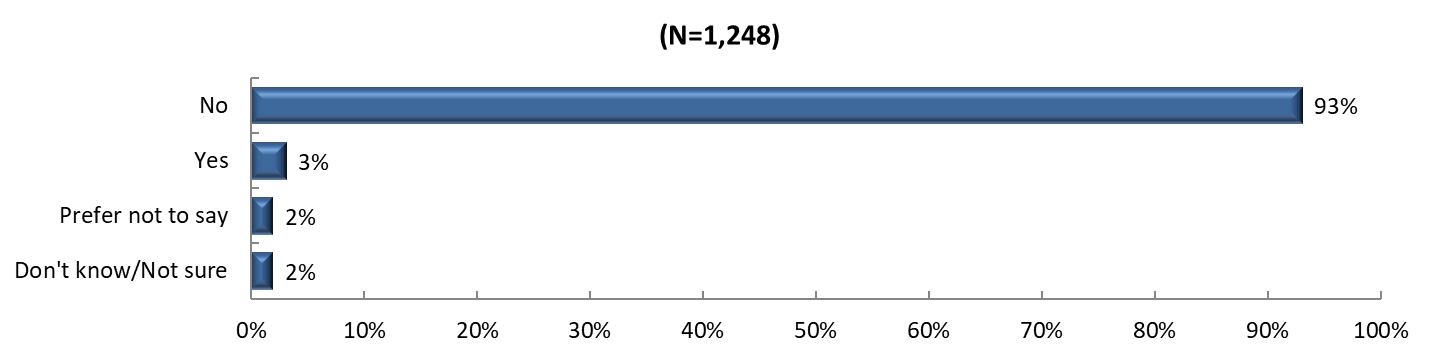 (N=1,248)
No 93%
Yes 3%
Prefer not to say 2%
Don't know/Not sure 2%
0% 10% 20% 30% 40% 50% 60% 70% 80% 90% 100%